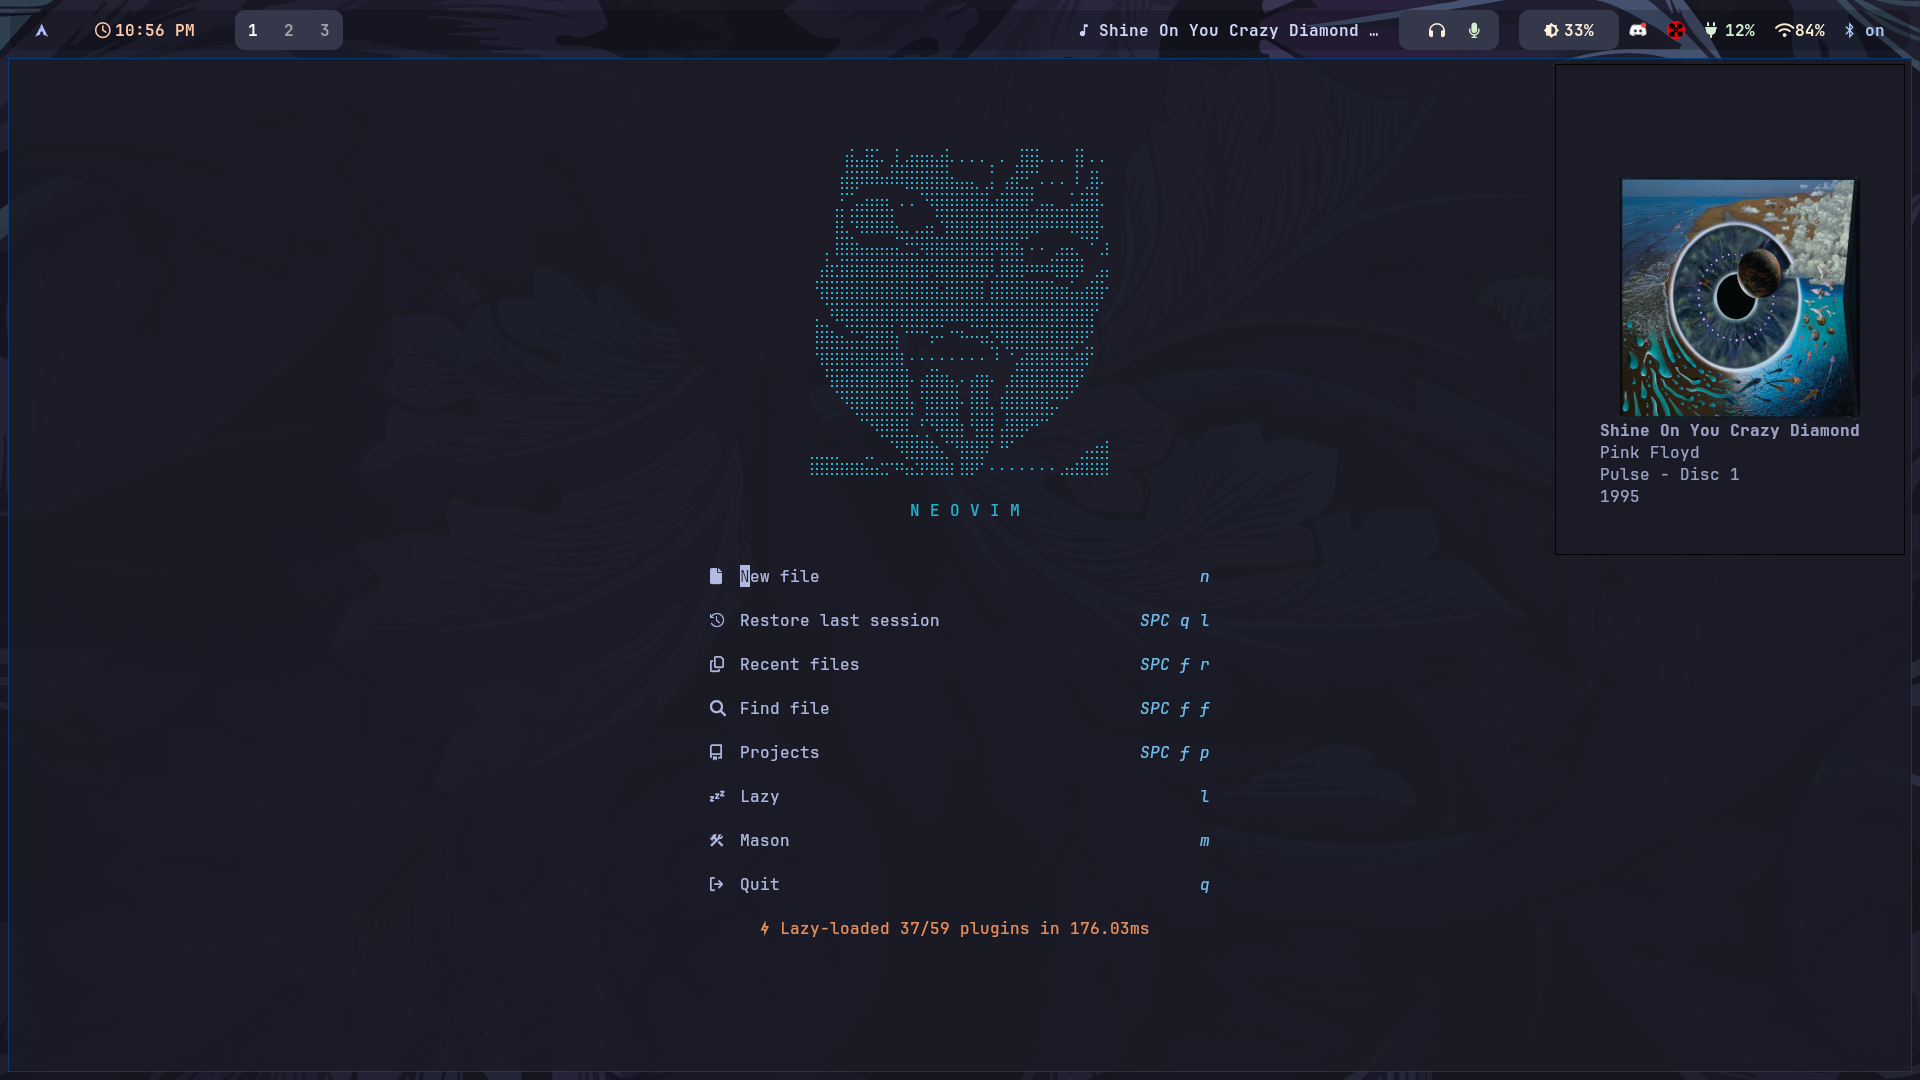 10:56 PM
1 2 3
Shine On You Crazy Diamond …
33%
12%
84%
on
Shine On You Crazy Diamond
Pink Floyd
Pulse - Disc 1
1995
N E O V I M
New file n
Restore last session SPC q l
Recent files SPC f r
Find file SPC f f
Projects SPC f p
Lazy l
Mason m
Quit q
Lazy-loaded 37/59 plugins in 176.03ms